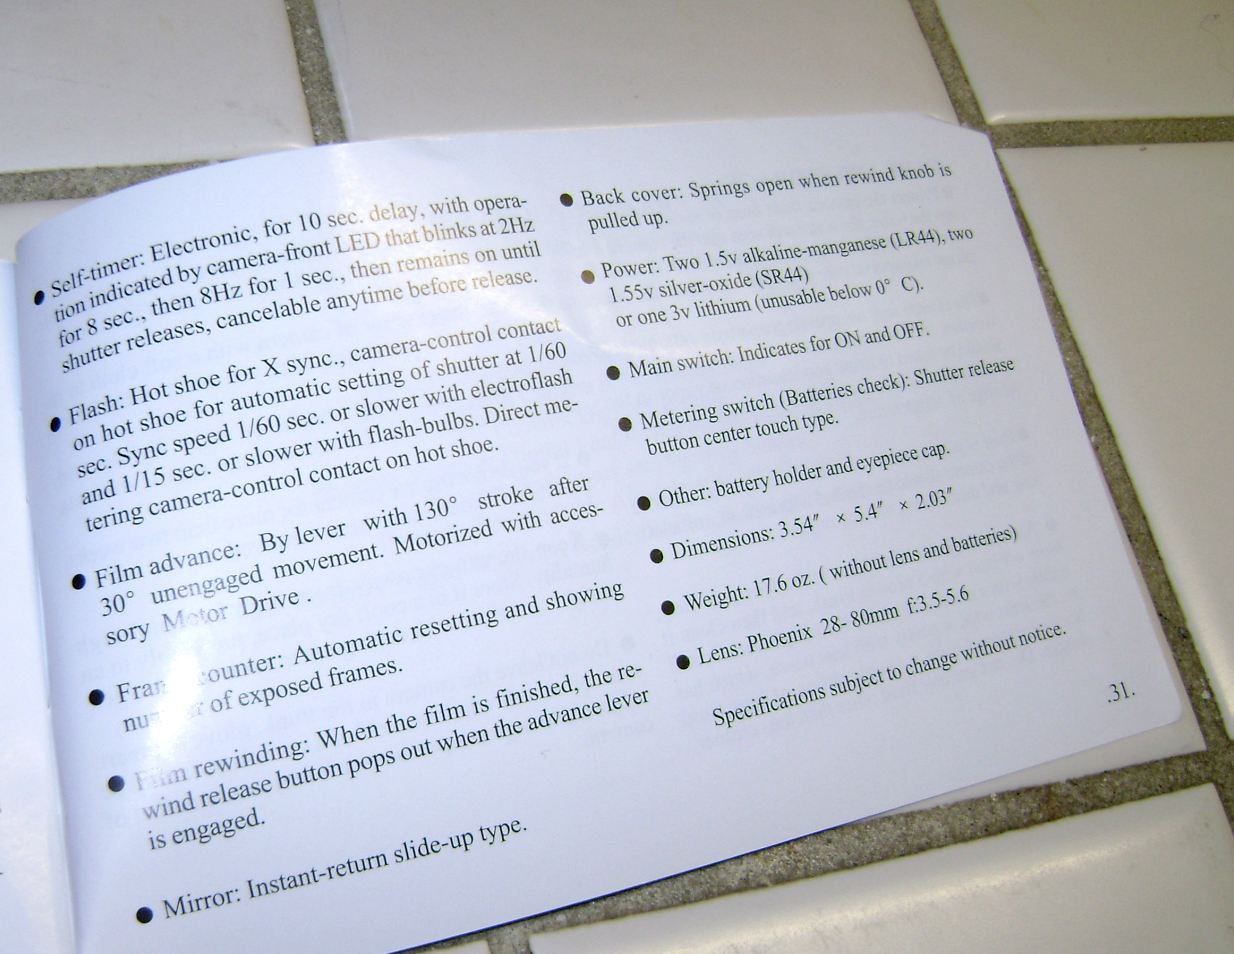 ● Self-timer: Electronic, for 10 sec. delay, with opera-
tion indicated by camera-front LED that blinks at 2Hz
for 8 sec., then 8Hz for 1 sec., then remains on until
shutter releases, cancelable anytime before release.
● Flash: Hot shoe for X sync., camera-control contact
on hot shoe for automatic setting of shutter at 1/60
sec. Sync speed 1/60 sec. or slower with electroflash
and 1/15 sec. or slower with flash-bulbs. Direct me-
tering camera-control contact on hot shoe.
● Film advance: By lever with 130° stroke after
30° unengaged movement. Motorized with acces-
sory Motor Drive .
● Frame counter: Automatic resetting and showing
number of exposed frames.
● Film rewinding: When the film is finished, the re-
wind release button pops out when the advance lever
is engaged.
● Mirror: Instant-return slide-up type.
● Back cover: Springs open when rewind knob is
pulled up.
● Power: Two 1.5v alkaline-manganese (LR44), two
1.55v silver-oxide (SR44)
or one 3v lithium (unusable below 0° C).
● Main switch: Indicates for ON and OFF.
● Metering switch (Batteries check): Shutter release
button center touch type.
● Other: battery holder and eyepiece cap.
● Dimensions: 3.54″ × 5.4″ × 2.03″
● Weight: 17.6 oz. ( without lens and batteries)
● Lens: Phoenix 28- 80mm f:3.5-5.6
Specifications subject to change without notice.
.31.